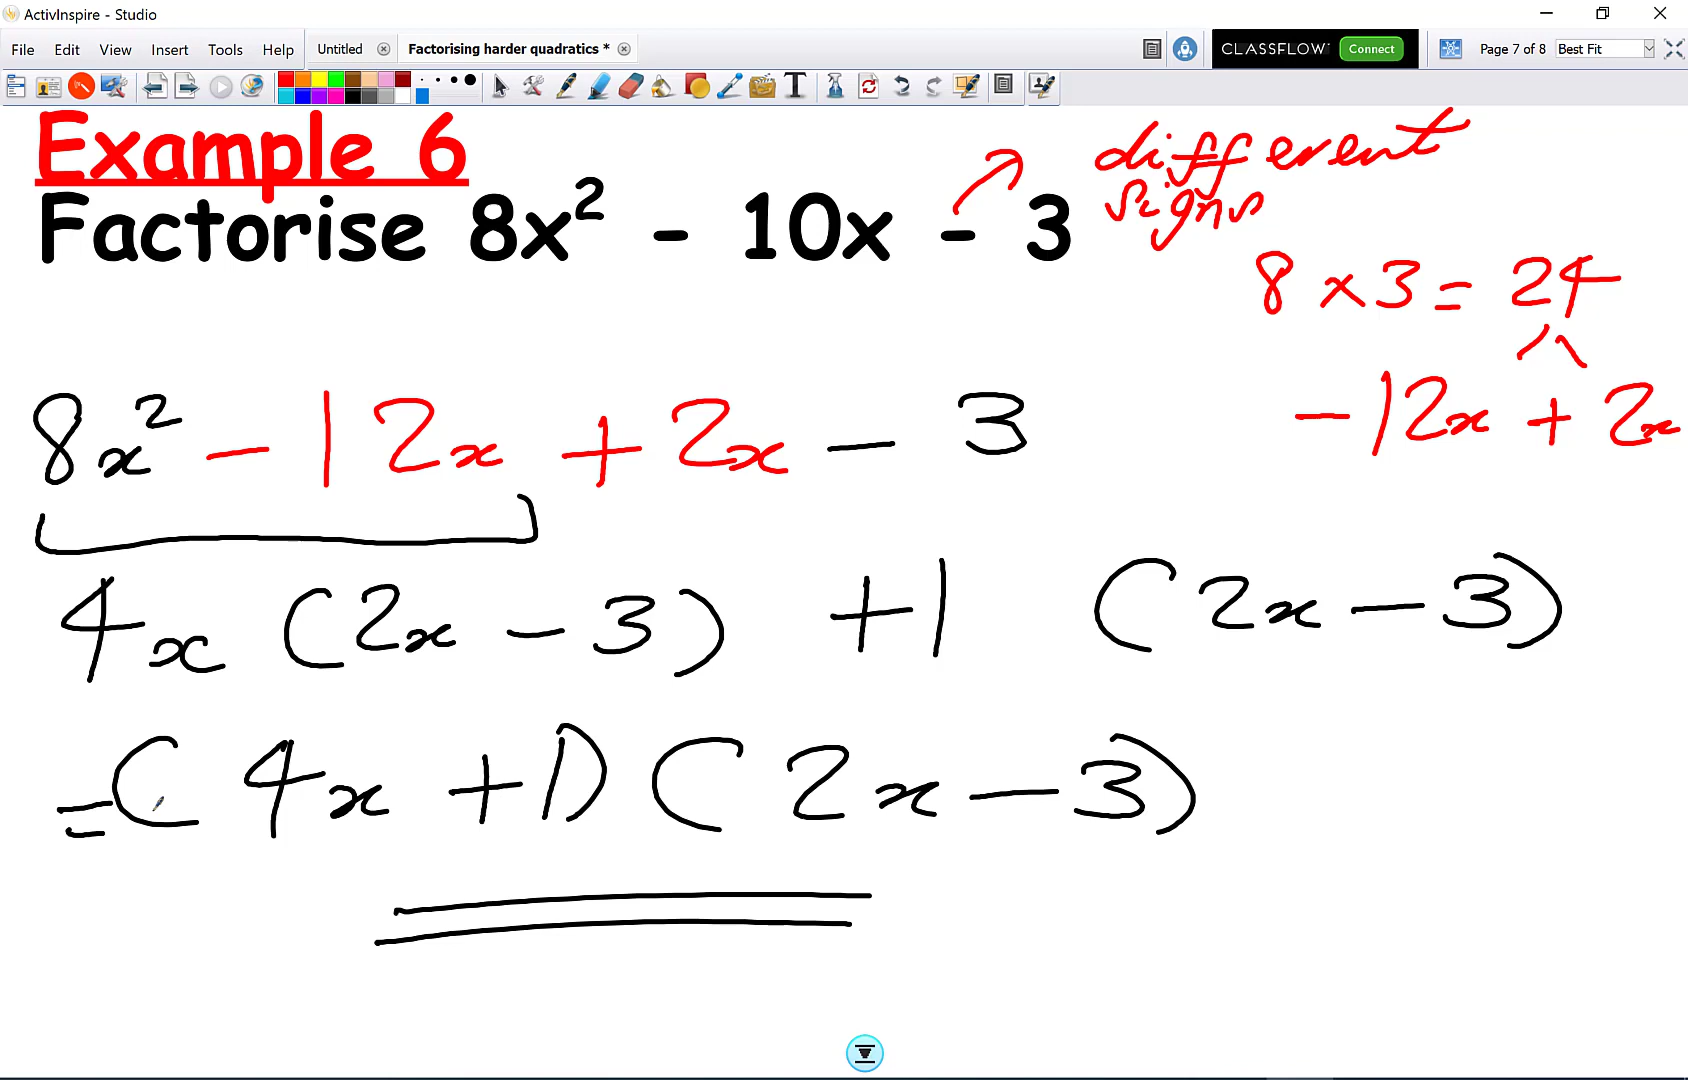 ActivInspire - Studio
File Edit View Insert Tools Help Untitled Factorising harder quadratics * CLASSFLOW Connect Page 7 of 8 Best Fit
Example 6
different
signs
Factorise 8x² - 10x - 3
8 × 3 = 24
- 12x + 2x
8x² - 12x + 2x - 3
4x (2x - 3) + 1 (2x - 3)
= (4x + 1) (2x - 3)